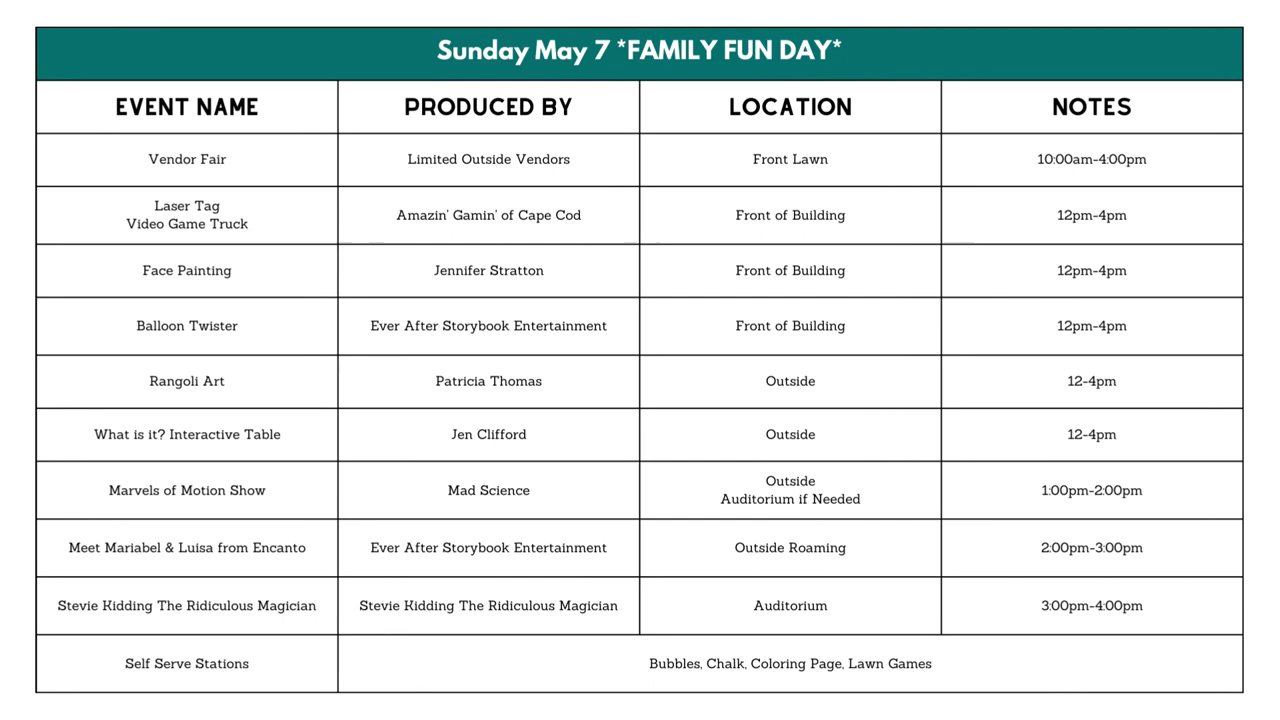 Sunday May 7 *FAMILY FUN DAY*
EVENT NAME PRODUCED BY LOCATION NOTES
Vendor Fair Limited Outside Vendors Front Lawn 10:00am-4:00pm
Laser Tag
Video Game Truck Amazin' Gamin' of Cape Cod Front of Building 12pm-4pm
Face Painting Jennifer Stratton Front of Building 12pm-4pm
Balloon Twister Ever After Storybook Entertainment Front of Building 12pm-4pm
Rangoli Art Patricia Thomas Outside 12-4pm
What is it? Interactive Table Jen Clifford Outside 12-4pm
Marvels of Motion Show Mad Science Outside
Auditorium if Needed 1:00pm-2:00pm
Meet Mariabel & Luisa from Encanto Ever After Storybook Entertainment Outside Roaming 2:00pm-3:00pm
Stevie Kidding The Ridiculous Magician Stevie Kidding The Ridiculous Magician Auditorium 3:00pm-4:00pm
Self Serve Stations Bubbles, Chalk, Coloring Page, Lawn Games